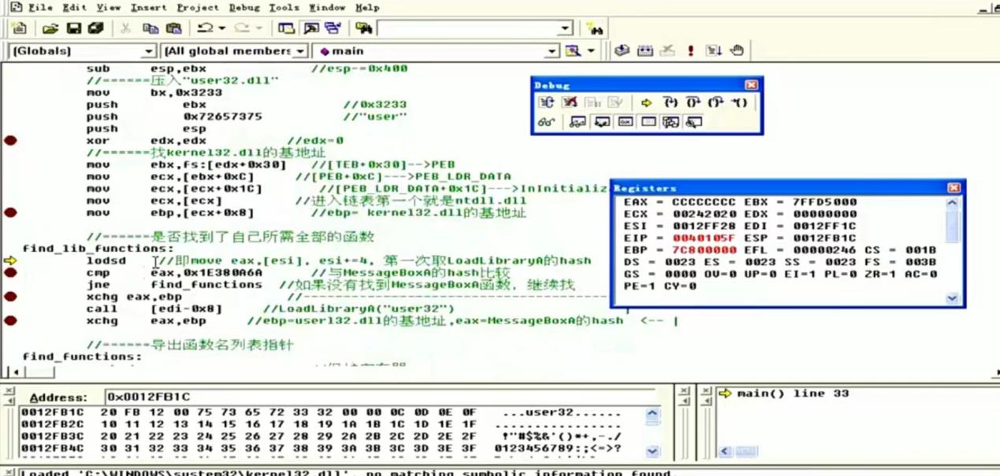 File Edit View Insert Project Debug Tools Window Help
(Globals) [All global members main
sub esp,ebx //esp-=0x400
//------压入"user32.dll"
mov bx,0x3233
push ebx //0x3233
push 0x72657375 //"user"
push esp
xor edx,edx //edx=0
//------找kernel32.dll的基地址
mov ebx,fs:[edx+0x30] //[TEB+0x30]-->PEB
mov ecx,[ebx+0xC] //[PEB+0xC]--->PEB_LDR_DATA
mov ecx,[ecx+0x1C] //[PEB_LDR_DATA+0x1C]--->InInitializ
mov ecx,[ecx] //进入链表第一个就是ntdll.dll
mov ebp,[ecx+0x8] //ebp= kernel32.dll的基地址
//------是否找到了自己所需全部的函数
find_lib_functions:
lodsd //即move eax,[esi], esi+=4, 第一次取LoadLibraryA的hash
cmp eax,0x1E380A6A //与MessageBoxA的hash比较
jne find_functions //如果没有找到MessageBoxA函数，继续找
xchg eax,ebp //------------------------------------
call [edi-0x8] //LoadLibraryA("user32")
xchg eax,ebp //ebp=user132.dll的基地址,eax=MessageBoxA的hash <-- |
//------导出函数名列表指针
find_functions:
Debug
Registers
EAX = CCCCCCCC EBX = 7FFD5000
ECX = 00242020 EDX = 00000000
ESI = 0012FF28 EDI = 0012FF1C
EIP = 0040105F ESP = 0012FB1C
EBP = 7C800000 EFL = 00000246 CS = 001B
DS = 0023 ES = 0023 SS = 0023 FS = 003B
GS = 0000 OV=0 UP=0 EI=1 PL=0 ZR=1 AC=0
PE=1 CY=0
Address: 0x0012FB1C
0012FB1C 20 FB 12 00 75 73 65 72 33 32 00 00 0C 0D 0E 0F ...user32......
0012FB2C 10 11 12 13 14 15 16 17 18 19 1A 1B 1C 1D 1E 1F
0012FB3C 20 21 22 23 24 25 26 27 28 29 2A 2B 2C 2D 2E 2F !"#$%&'()*+,-./
0012FB4C 30 31 32 33 34 35 36 37 38 39 3A 3B 3C 3D 3E 3F 0123456789:;<=>?
main() line 33
Loaded 'C:\WINDOWS\system32\kernel32.dll', no matching symbolic information found.